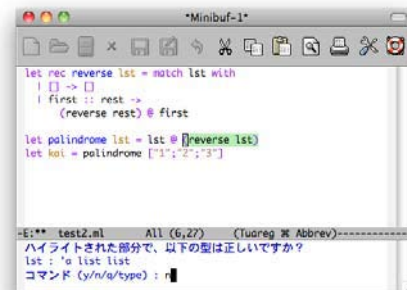 *Minibuf-1*
let rec reverse lst = match lst with
| [] -> []
| first :: rest ->
(reverse rest) @ first
let palindrome lst = lst @ (reverse lst)
let kai = palindrome ["1";"2";"3"]
-E:** test2.ml All (6,27) (Tuareg ⌘ Abbrev)-----------
ハイライトされた部分で、以下の型は正しいですか？
lst : 'a list list
コマンド (y/n/q/type) : n